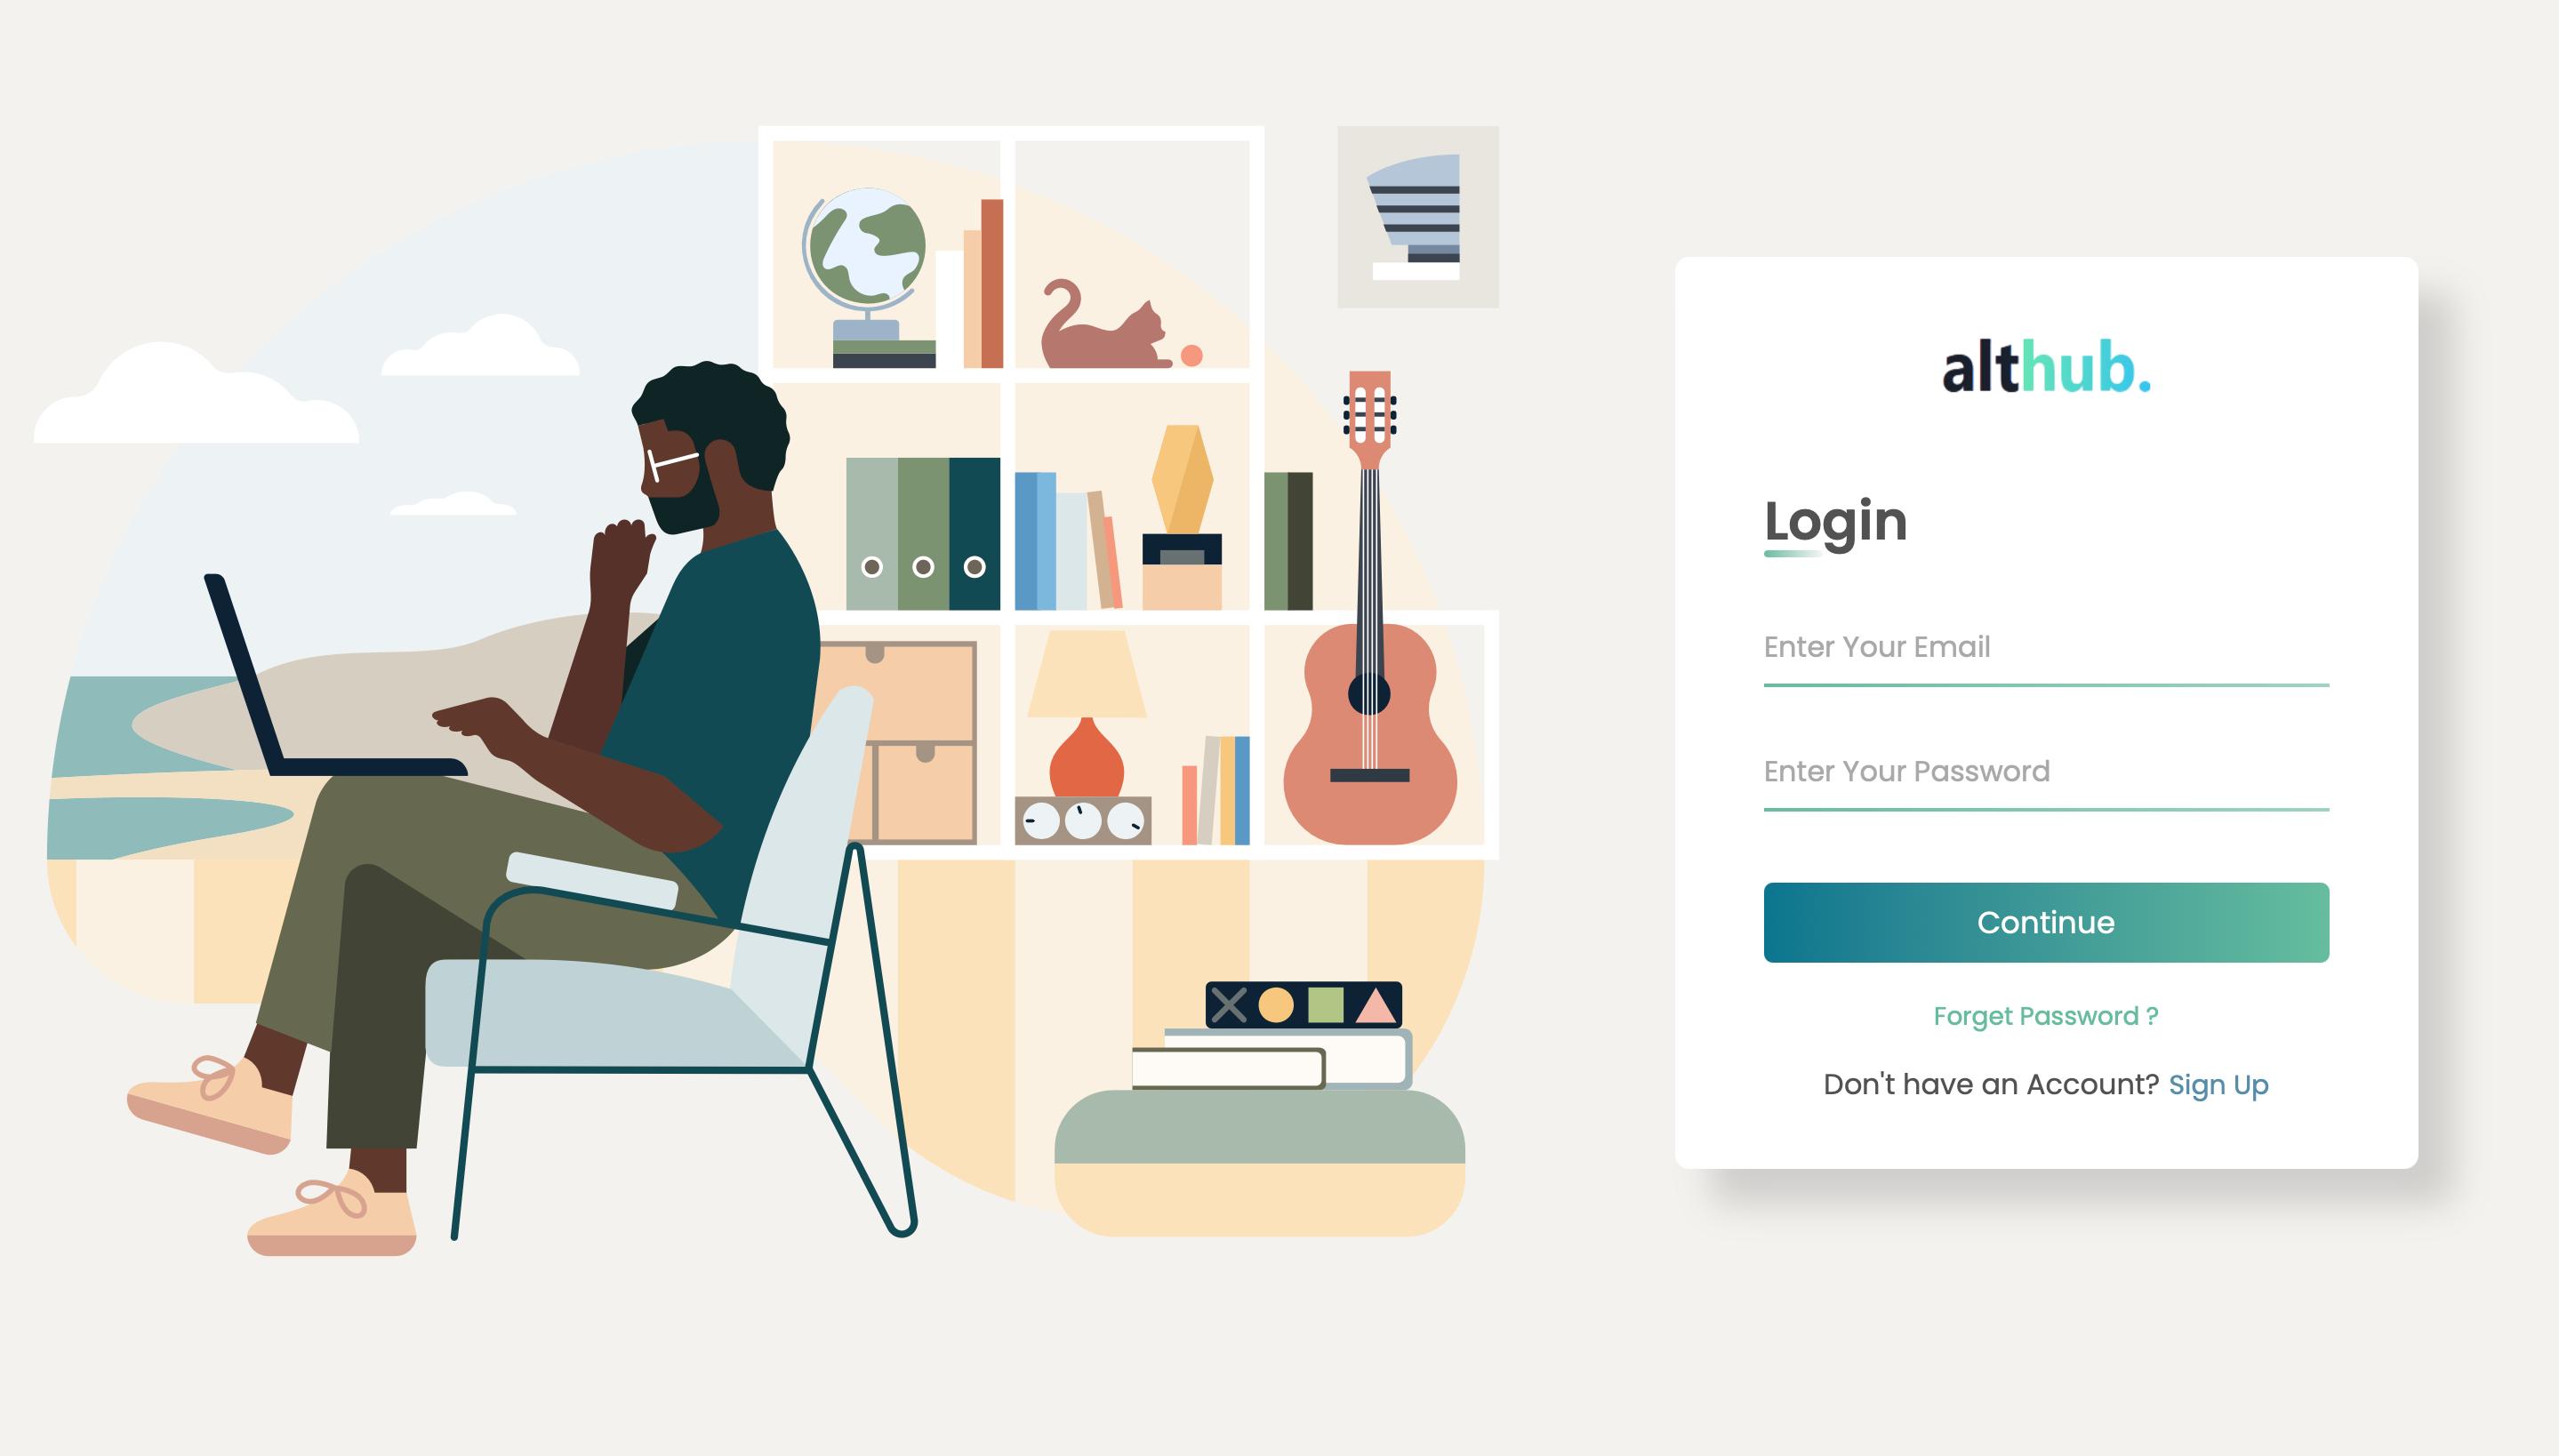 althub.
Login
Enter Your Email
Enter Your Password
Continue
Forget Password ?
Don't have an Account? Sign Up